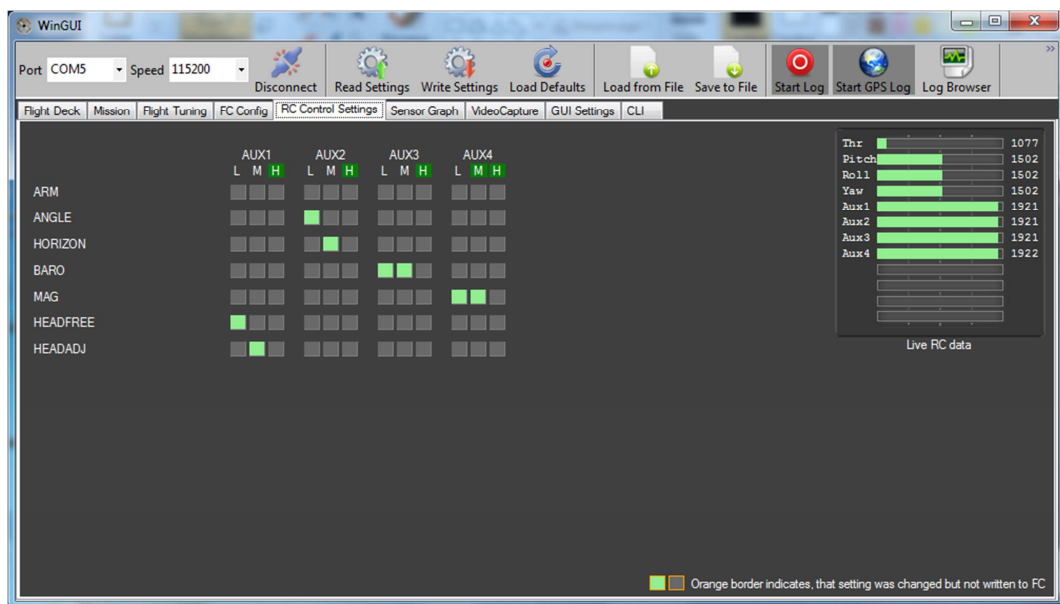 WinGUI
Port COM5 Speed 115200 Disconnect Read Settings Write Settings Load Defaults Load from File Save to File Start Log Start GPS Log Log Browser
Flight Deck Mission Flight Tuning FC Config RC Control Settings Sensor Graph VideoCapture GUI Settings CLI
AUX1 AUX2 AUX3 AUX4
L M H L M H L M H L M H
ARM
ANGLE
HORIZON
BARO
MAG
HEADFREE
HEADADJ
Thr 1077
Pitch 1502
Roll 1502
Yaw 1502
Aux1 1921
Aux2 1921
Aux3 1921
Aux4 1922
Live RC data
Orange border indicates, that setting was changed but not written to FC